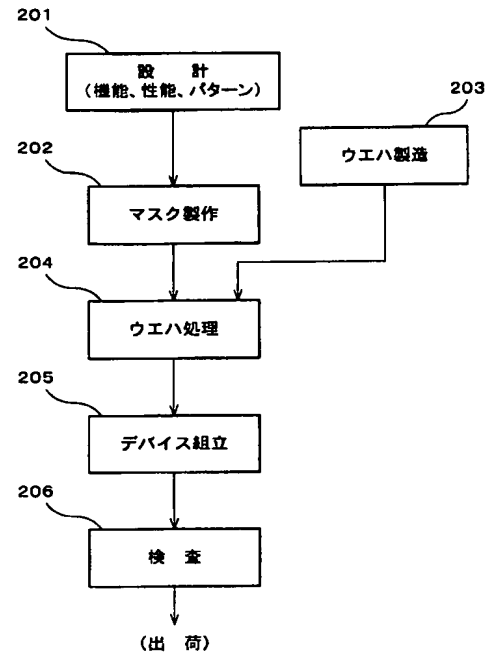 201
設 計
(機能、性能、パターン)
203
ウエハ製造
202
マスク製作
204
ウエハ処理
205
デバイス組立
206
検 査
(出 荷)